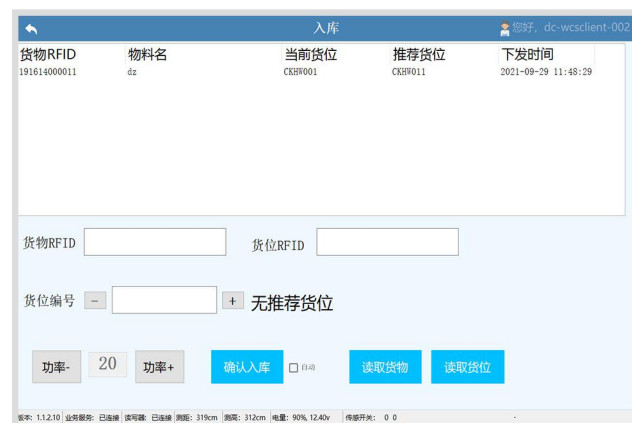 入库 您好，dc-wcsclient-002
货物RFID 物料名 当前货位 推荐货位 下发时间
191614000011 dz CKHW001 CKHW011 2021-09-29 11:48:29
货物RFID 货位RFID
货位编号 - + 无推荐货位
功率- 20 功率+ 确认入库 自动 读取货物 读取货位
版本: 1.1.2.10 业务服务: 已连接 读写器: 已连接 测距: 319cm 测高: 312cm 电量: 90%, 12.40v 传感开关: 0 0 -